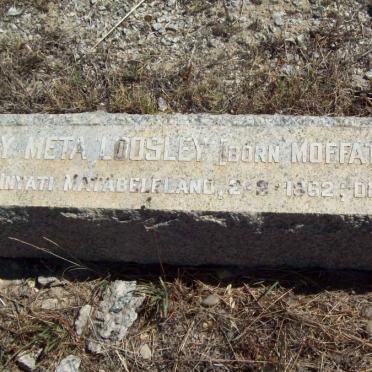 Y META LOOSLEY (BORN MOFFAT
INYATI MATABELELAND, 2-9-1862, D